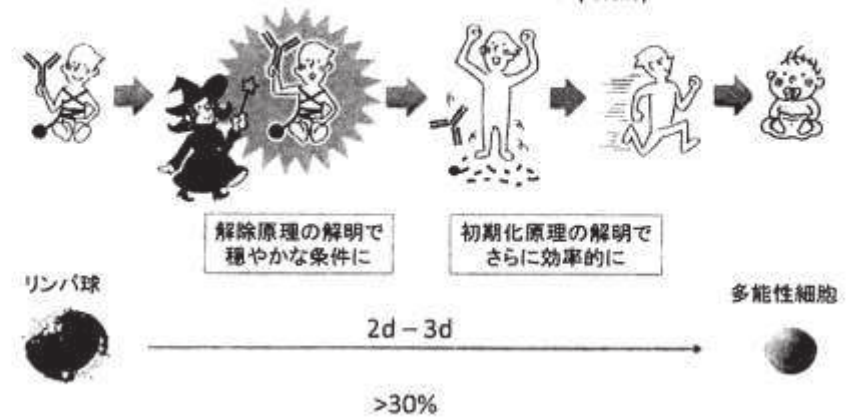 解除原理の解明で
穏やかな条件に
初期化原理の解明で
さらに効率的に
リンパ球
多能性細胞
2d – 3d
>30%